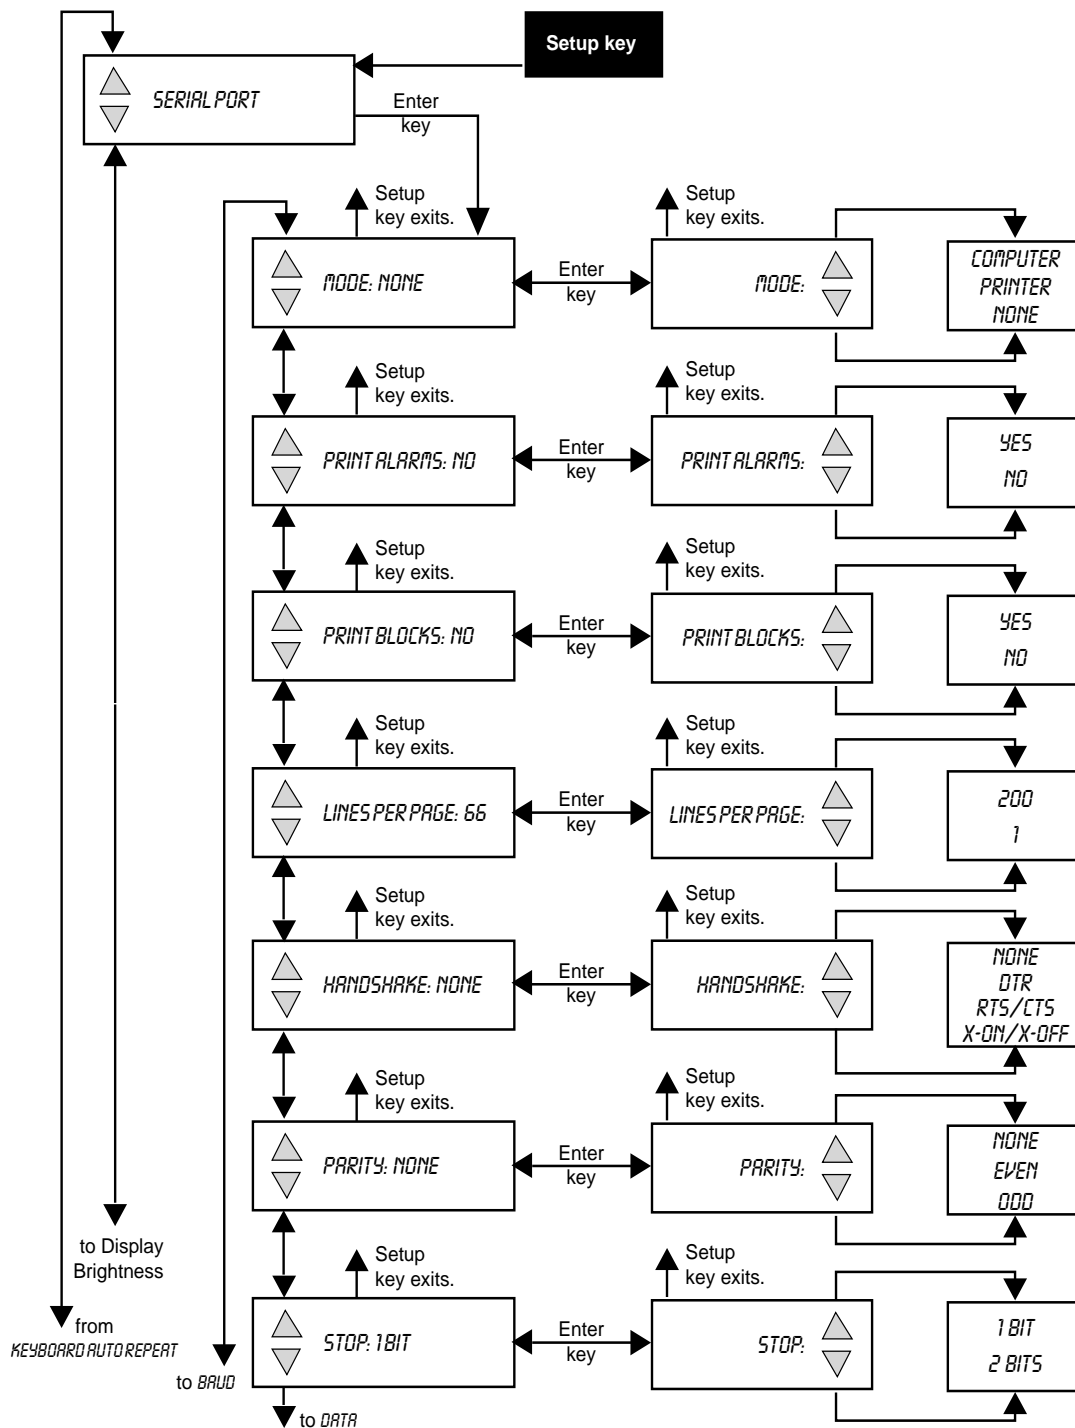 Setup key
SERIAL PORT
Enter
key
Setup
key exits.
Setup
key exits.
MODE: NONE
Enter
key
MODE:
COMPUTER
PRINTER
NONE
Setup
key exits.
Setup
key exits.
PRINT ALARMS: NO
Enter
key
PRINT ALARMS:
YES
NO
Setup
key exits.
Setup
key exits.
PRINT BLOCKS: NO
Enter
key
PRINT BLOCKS:
YES
NO
Setup
key exits.
Setup
key exits.
LINES PER PAGE: 66
Enter
key
LINES PER PAGE:
200
1
Setup
key exits.
Setup
key exits.
HANDSHAKE: NONE
Enter
key
HANDSHAKE:
NONE
DTR
RTS/CTS
X-ON/X-OFF
Setup
key exits.
Setup
key exits.
PARITY: NONE
Enter
key
PARITY:
NONE
EVEN
ODD
to Display
Brightness
Setup
key exits.
Setup
key exits.
STOP: 1 BIT
Enter
key
STOP:
1 BIT
2 BITS
from
KEYBOARD AUTO REPEAT
to BAUD
to DATA